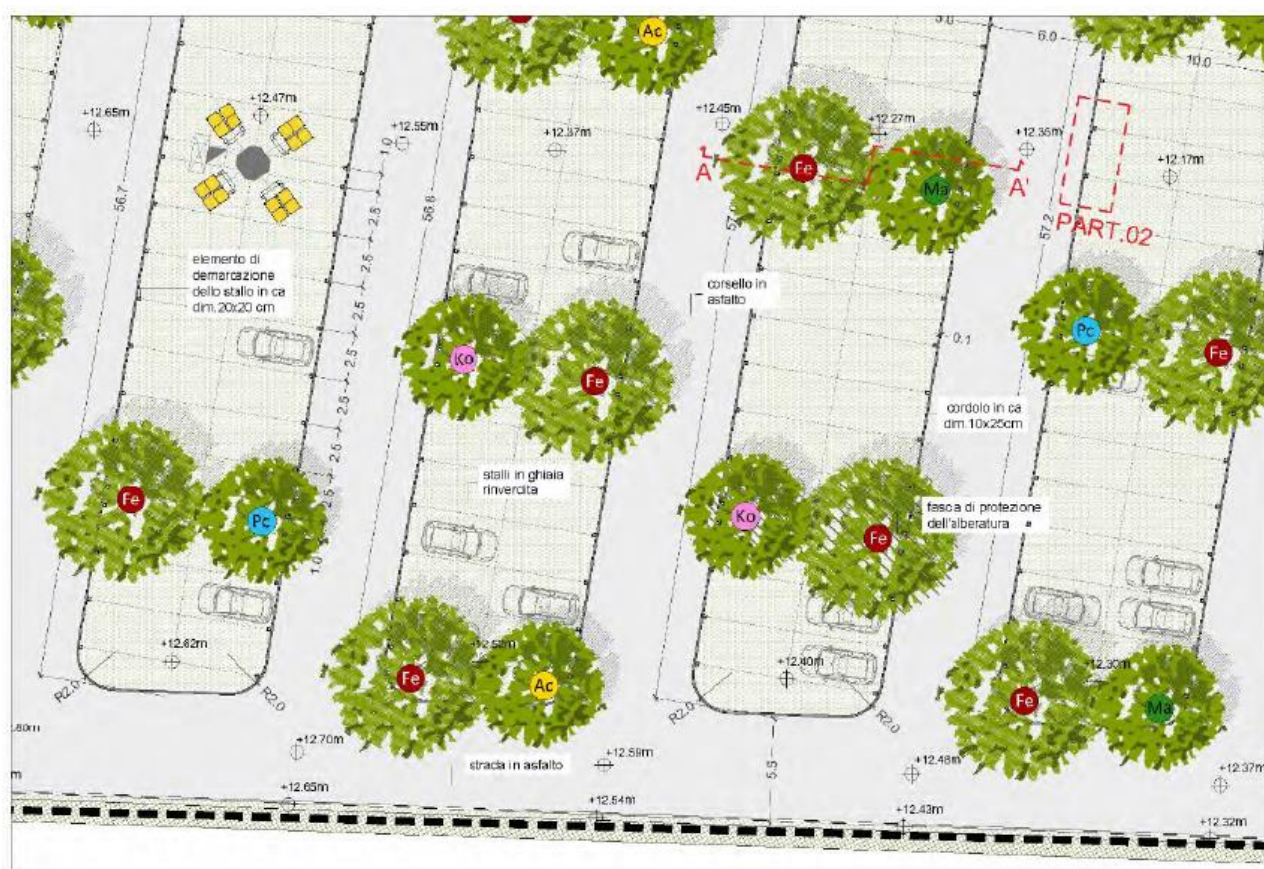 Ac
5.0
6.0
10.0
+12.65m
+12.47m
+12.55m
1.0
+12.37m
+12.45m
+12.27m
+12.35m
+12.17m
A
Fe
Ma
A'
PART.02
56.7
56.8
57.2
2.5
2.5
2.5
2.5
2.5
2.5
2.5
1.0
elemento di
demarcazione
dello stallo in ca
dim.20x20 cm
corsello in
asfalto
Ko
Fe
Pc
Fe
0.1
cordolo in ca
dim.10x25cm
stalli in ghiaia
rinverdita
Fe
Pc
Ko
Fe
fasca di protezione
dell'alberatura
+12.62m
R2.0
R2.0
Fe
Ac
+12.40m
R2.0
R2.0
+12.30m
Fe
Ma
+12.70m
strada in asfalto
+12.59m
5.5
+12.48m
+12.37m
+12.65m
+12.54m
+12.43m
+12.32m